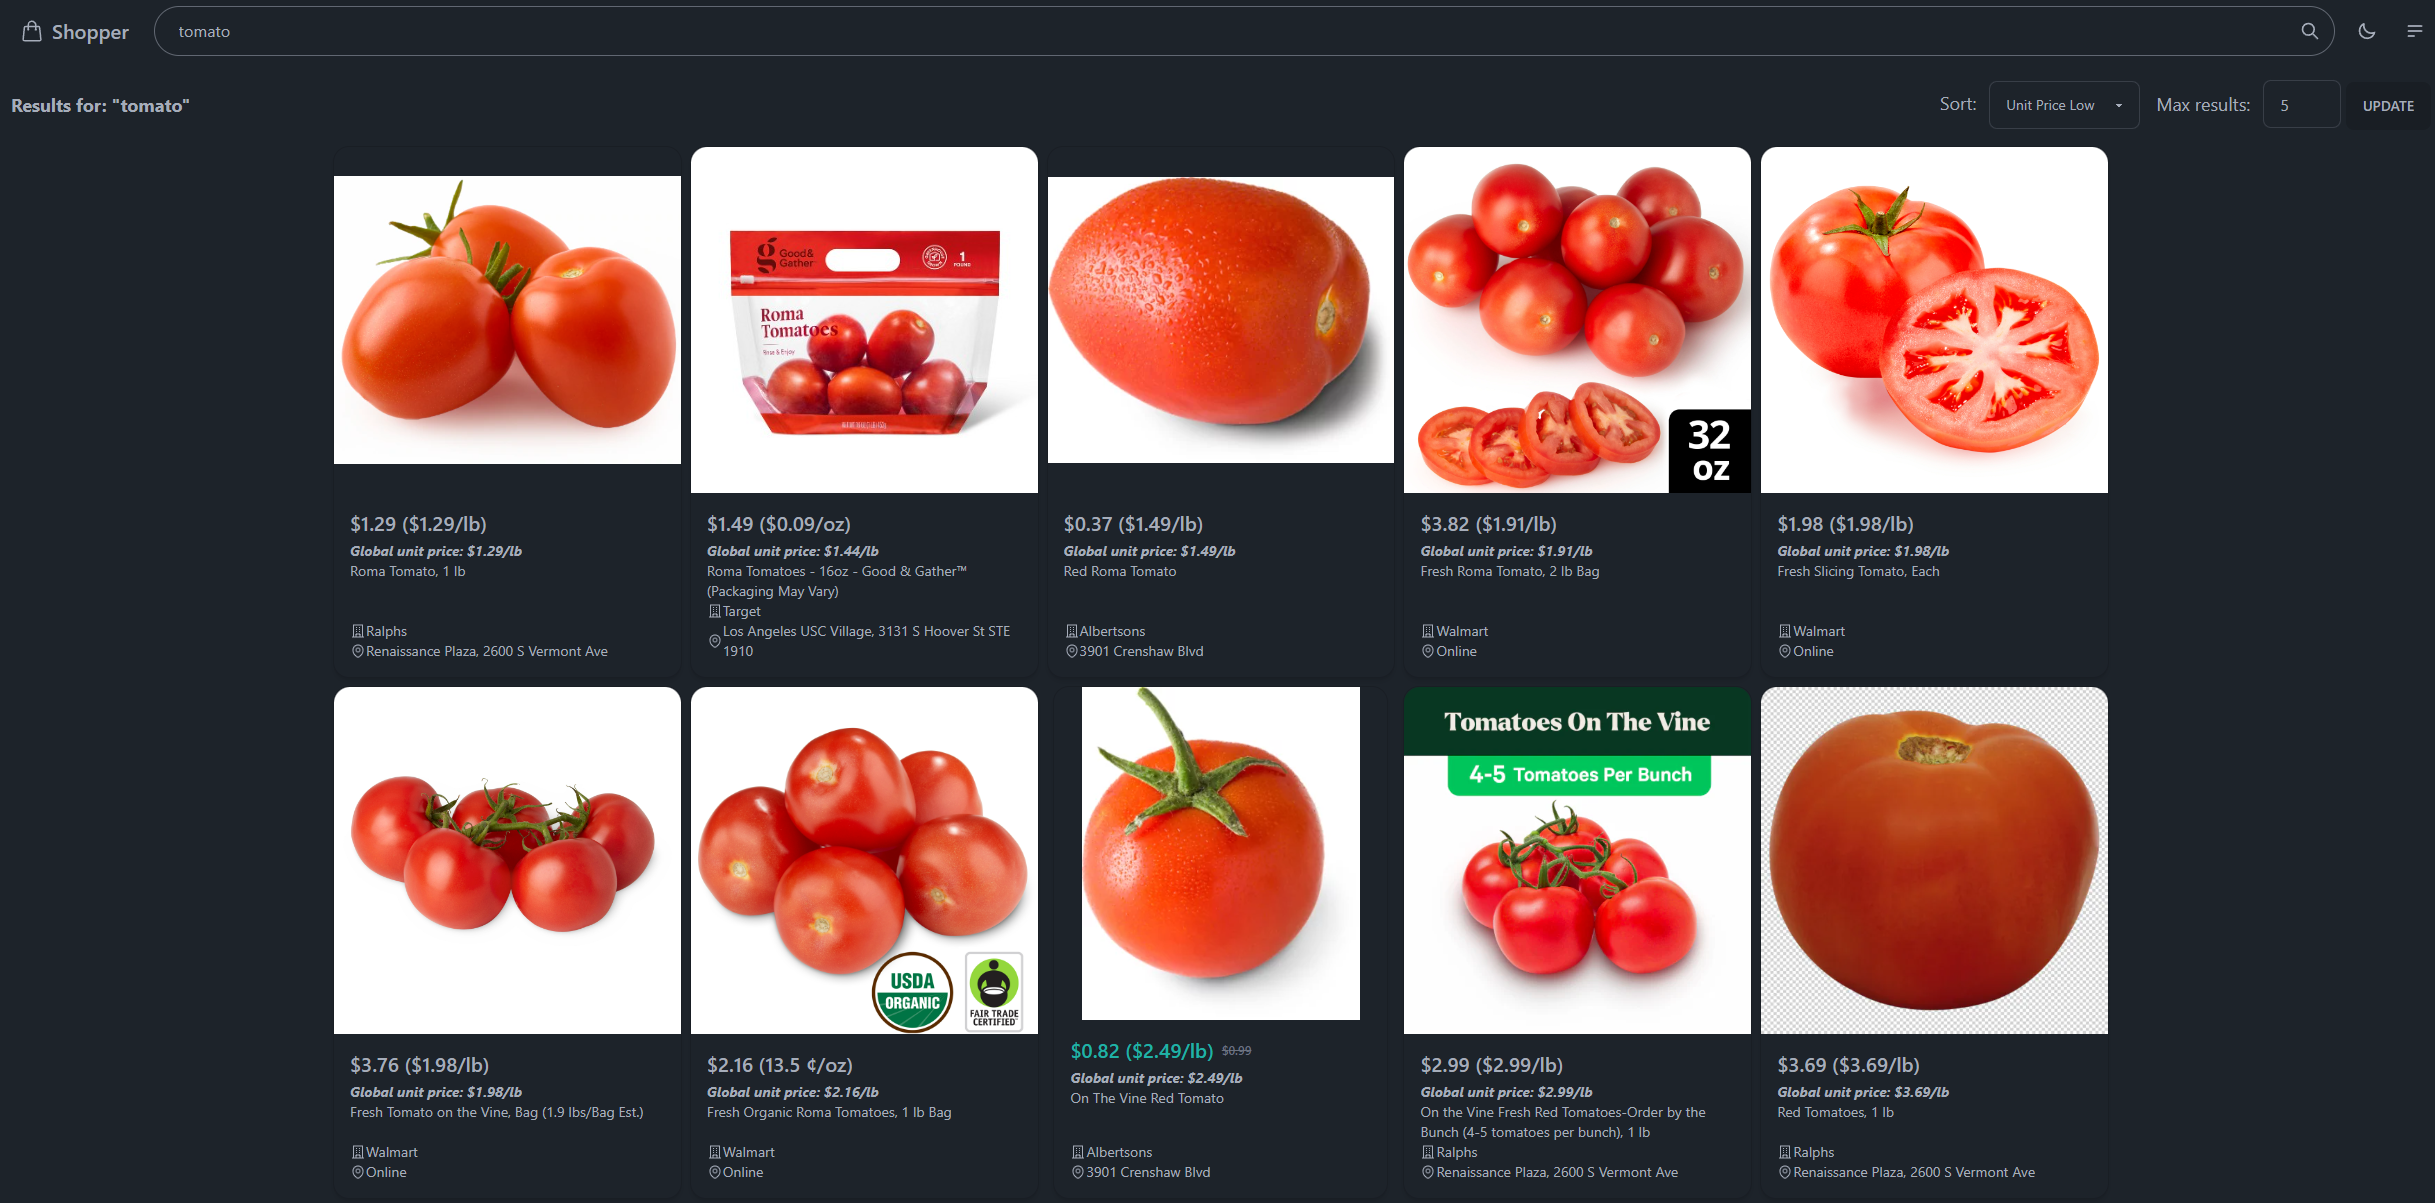 Shopper
tomato
Results for: "tomato"
Sort:
Unit Price Low
Max results:
5
UPDATE
Good&
Gather
1
POUND
Roma
Tomatoes
Rinse & Enjoy
32
oz
$1.29 ($1.29/lb)
Global unit price: $1.29/lb
Roma Tomato, 1 lb
Ralphs
Renaissance Plaza, 2600 S Vermont Ave
$1.49 ($0.09/oz)
Global unit price: $1.44/lb
Roma Tomatoes - 16oz - Good & Gather™
(Packaging May Vary)
Target
Los Angeles USC Village, 3131 S Hoover St STE
1910
$0.37 ($1.49/lb)
Global unit price: $1.49/lb
Red Roma Tomato
Albertsons
3901 Crenshaw Blvd
$3.82 ($1.91/lb)
Global unit price: $1.91/lb
Fresh Roma Tomato, 2 lb Bag
Walmart
Online
$1.98 ($1.98/lb)
Global unit price: $1.98/lb
Fresh Slicing Tomato, Each
Walmart
Online
USDA
ORGANIC
FAIR TRADE
CERTIFIED
Tomatoes On The Vine
4-5 Tomatoes Per Bunch
$3.76 ($1.98/lb)
Global unit price: $1.98/lb
Fresh Tomato on the Vine, Bag (1.9 lbs/Bag Est.)
Walmart
Online
$2.16 (13.5 ¢/oz)
Global unit price: $2.16/lb
Fresh Organic Roma Tomatoes, 1 lb Bag
Walmart
Online
$0.82 ($2.49/lb) $0.99
Global unit price: $2.49/lb
On The Vine Red Tomato
Albertsons
3901 Crenshaw Blvd
$2.99 ($2.99/lb)
Global unit price: $2.99/lb
On the Vine Fresh Red Tomatoes-Order by the
Bunch (4-5 tomatoes per bunch), 1 lb
Ralphs
Renaissance Plaza, 2600 S Vermont Ave
$3.69 ($3.69/lb)
Global unit price: $3.69/lb
Red Tomatoes, 1 lb
Ralphs
Renaissance Plaza, 2600 S Vermont Ave